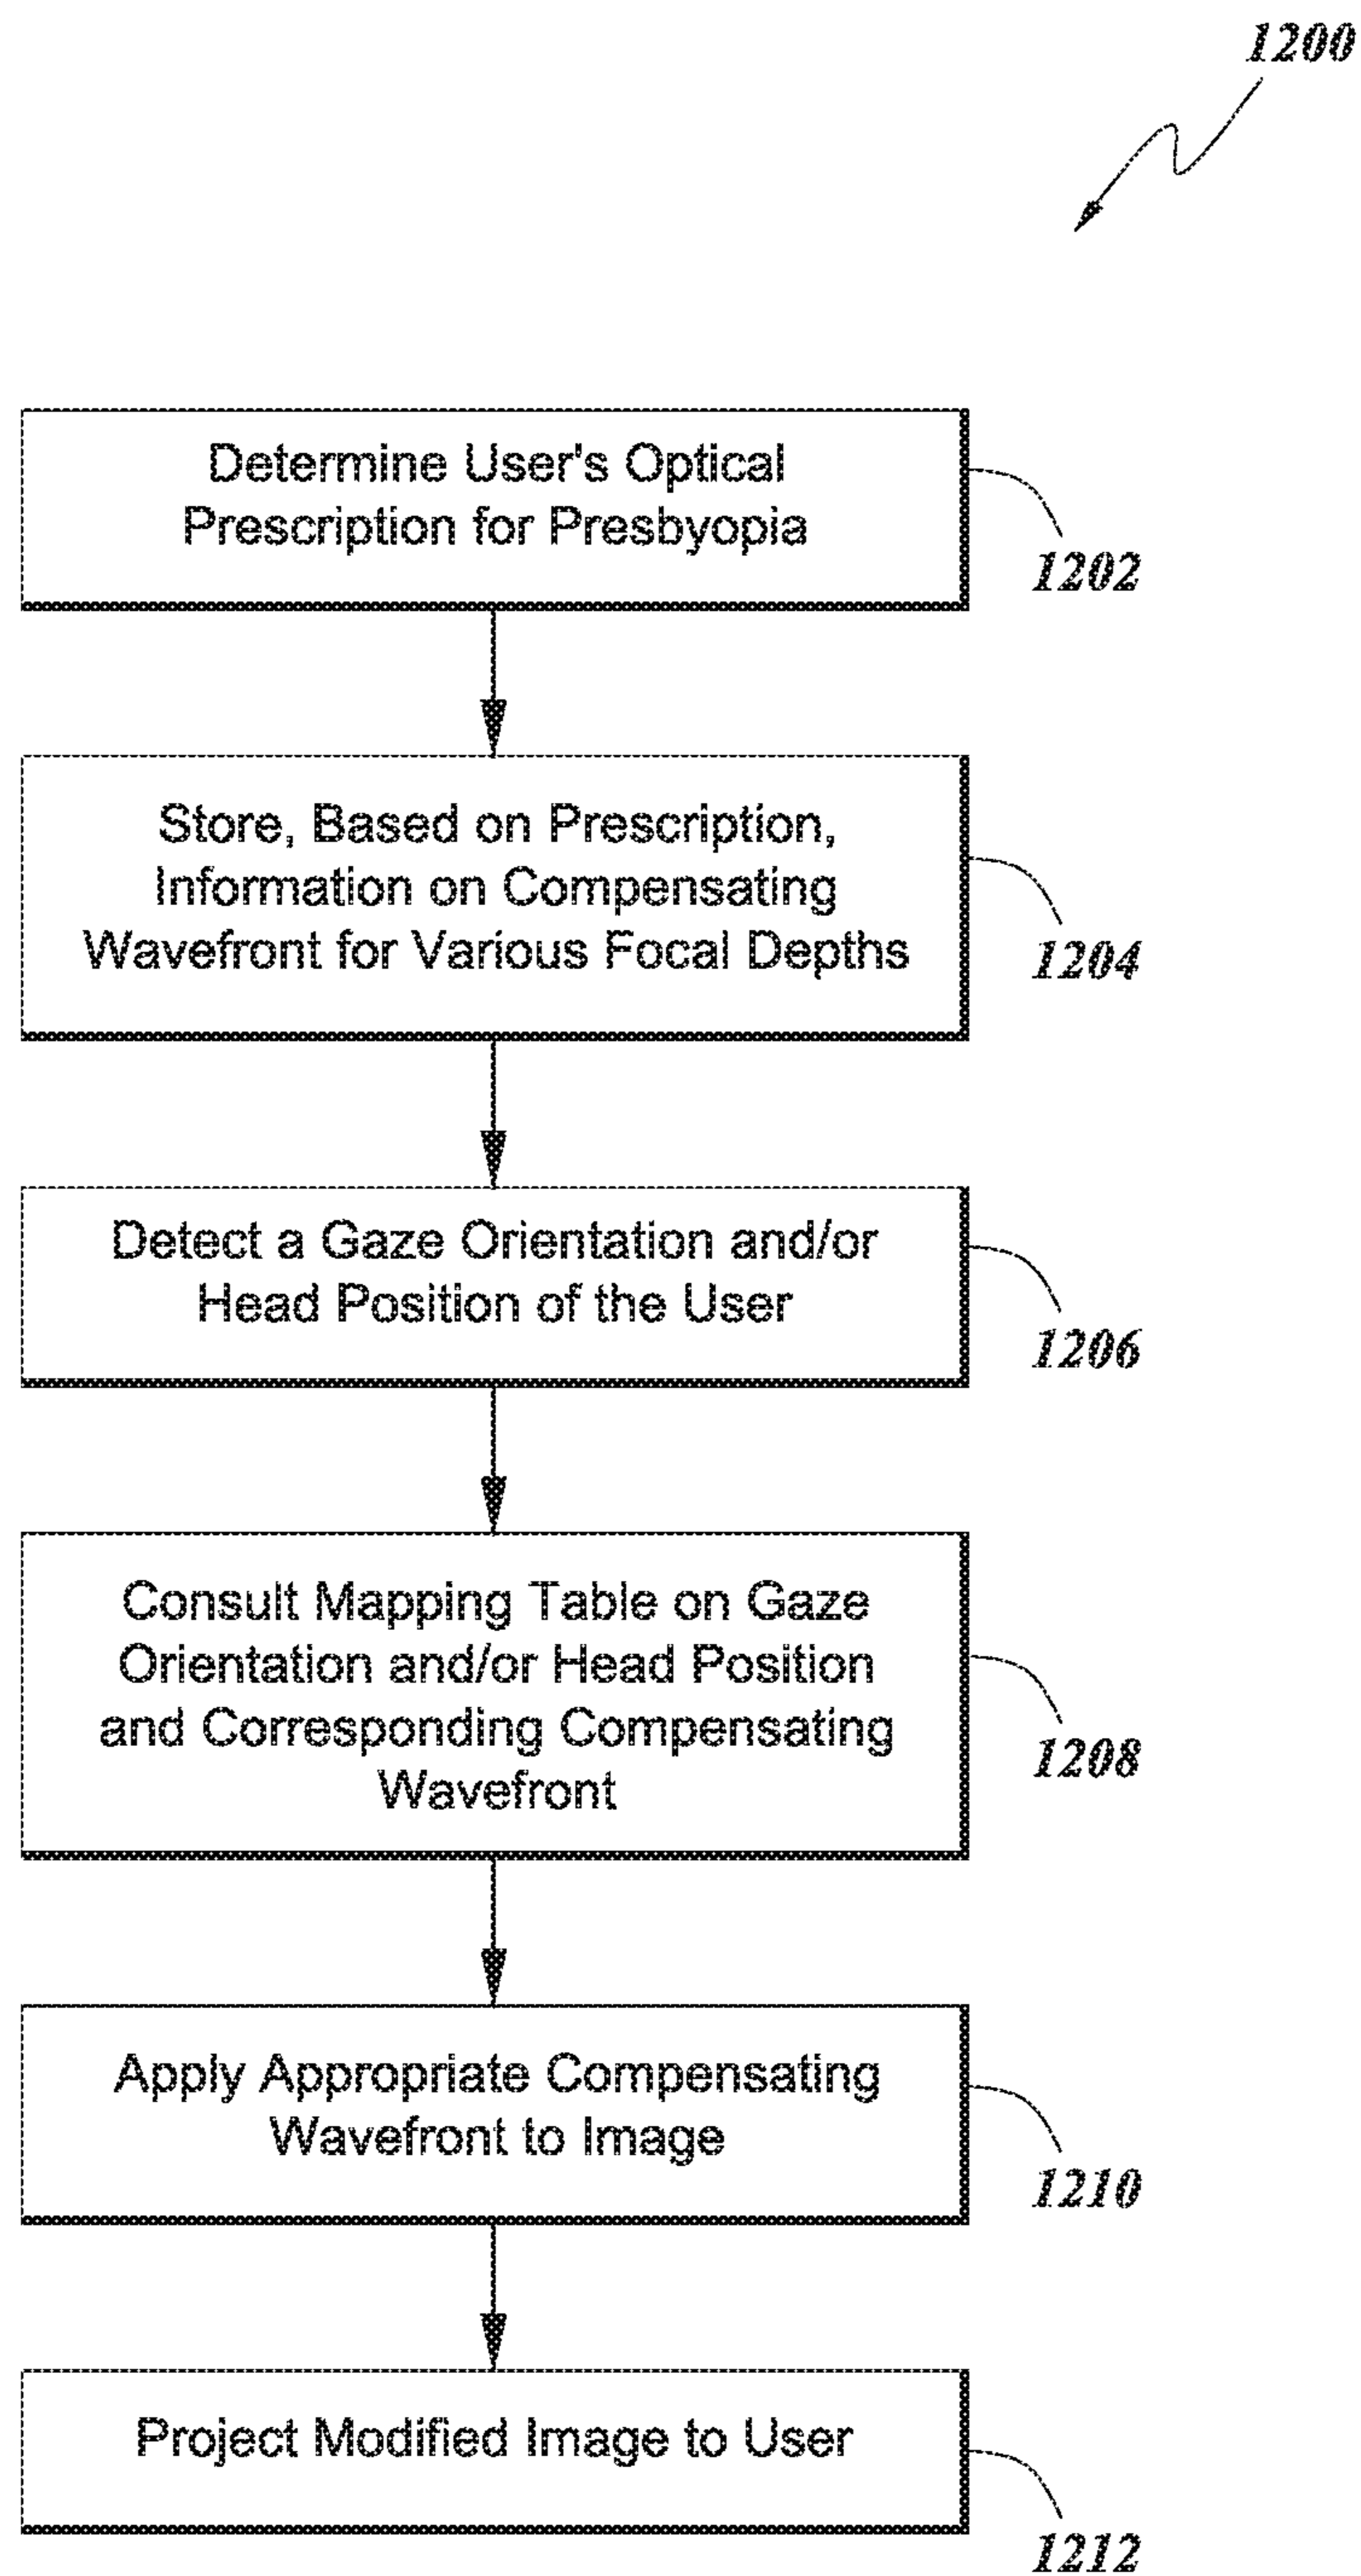 1200
Determine User's Optical
Prescription for Presbyopia
1202
Store, Based on Prescription,
Information on Compensating
Wavefront for Various Focal Depths
1204
Detect a Gaze Orientation and/or
Head Position of the User
1206
Consult Mapping Table on Gaze
Orientation and/or Head Position
and Corresponding Compensating
Wavefront
1208
Apply Appropriate Compensating
Wavefront to Image
1210
Project Modified Image to User
1212